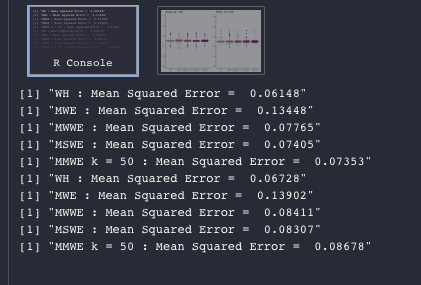 R Console
[1] "WH : Mean Squared Error =  0.06148"
[1] "MWE : Mean Squared Error =  0.13448"
[1] "MWWE : Mean Squared Error =  0.07765"
[1] "MSWE : Mean Squared Error =  0.07405"
[1] "MMWE k = 50 : Mean Squared Error =  0.07353"
[1] "WH : Mean Squared Error =  0.06728"
[1] "MWE : Mean Squared Error =  0.13902"
[1] "MWWE : Mean Squared Error =  0.08411"
[1] "MSWE : Mean Squared Error =  0.08307"
[1] "MMWE k = 50 : Mean Squared Error =  0.08678"